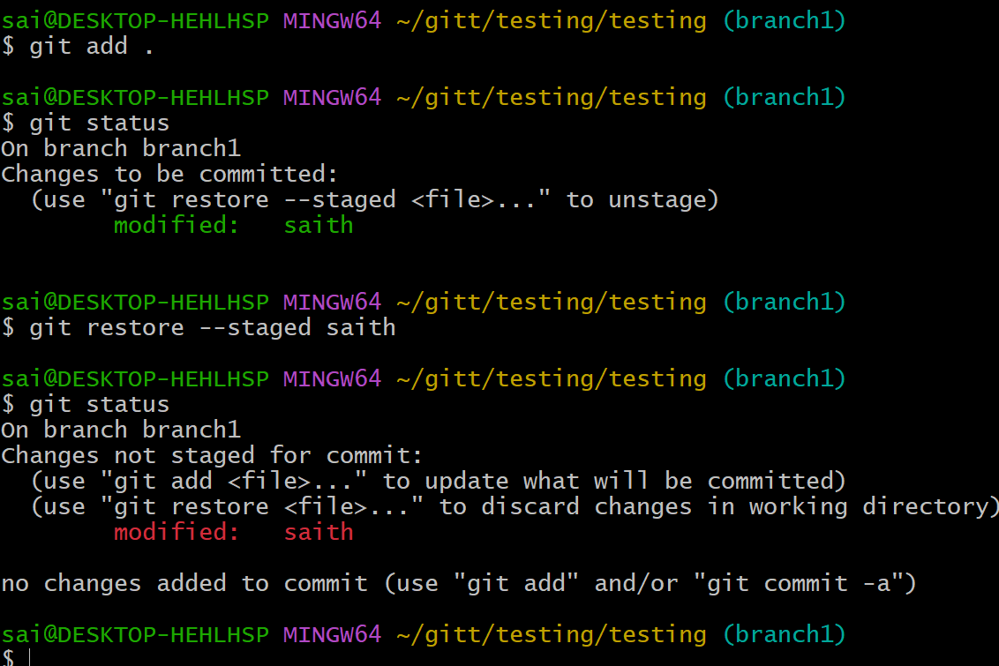 sai@DESKTOP-HEHLHSP MINGW64 ~/gitt/testing/testing (branch1)
$ git add .
sai@DESKTOP-HEHLHSP MINGW64 ~/gitt/testing/testing (branch1)
$ git status
On branch branch1
Changes to be committed:
  (use "git restore --staged <file>..." to unstage)
        modified:   saith
sai@DESKTOP-HEHLHSP MINGW64 ~/gitt/testing/testing (branch1)
$ git restore --staged saith
sai@DESKTOP-HEHLHSP MINGW64 ~/gitt/testing/testing (branch1)
$ git status
On branch branch1
Changes not staged for commit:
  (use "git add <file>..." to update what will be committed)
  (use "git restore <file>..." to discard changes in working directory)
        modified:   saith
no changes added to commit (use "git add" and/or "git commit -a")
sai@DESKTOP-HEHLHSP MINGW64 ~/gitt/testing/testing (branch1)
$